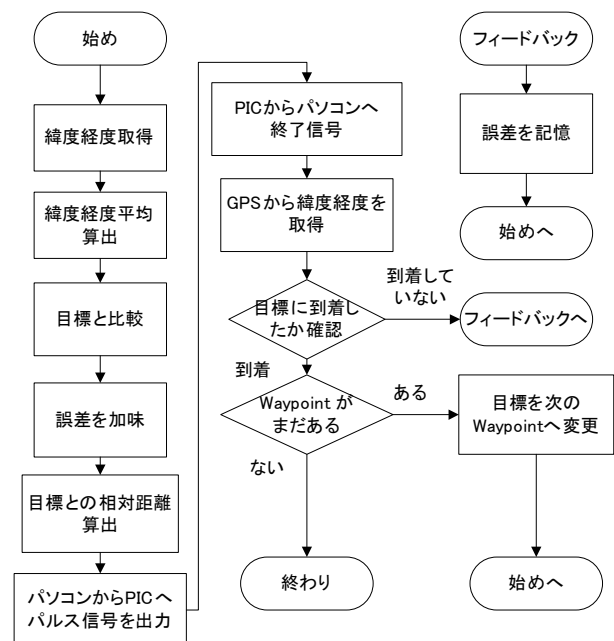 始め
緯度経度取得
緯度経度平均
算出
目標と比較
誤差を加味
目標との相対距離
算出
パソコンからPICへ
パルス信号を出力
PICからパソコンへ
終了信号
GPSから緯度経度を
取得
目標に到着し
たか確認
到着して
いない
フィードバックへ
到着
Waypoint が
まだある
ある
目標を次の
Waypointへ変更
始めへ
ない
終わり
フィードバック
誤差を記憶
始めへ